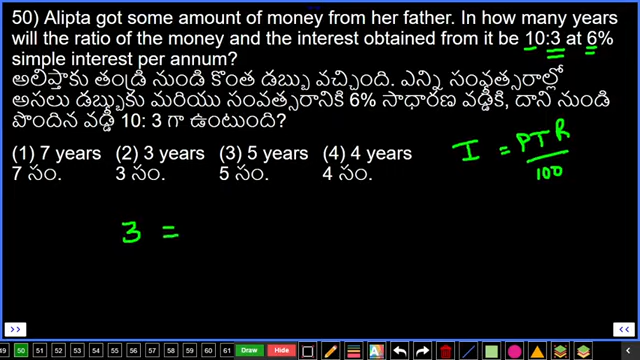 50) Alipta got some amount of money from her father. In how many years
will the ratio of the money and the interest obtained from it be 10:3 at 6%
simple interest per annum?
అలిప్తాకు తండ్రి నుండి కొంత డబ్బు వచ్చింది. ఎన్ని సంవత్సరాల్లో
అసలు డబ్బుకు మరియు సంవత్సరానికి 6% సాధారణ వడ్డీకి, దాని నుండి
పొందిన వడ్డీ 10: 3 గా ఉంటుంది?
(1) 7 years (2) 3 years (3) 5 years (4) 4 years
7 సం. 3 సం. 5 సం. 4 సం.
I = PTR
100
3 =
>> 49 50 51 52 53 54 55 56 57 58 59 60 61 Draw Hide >>